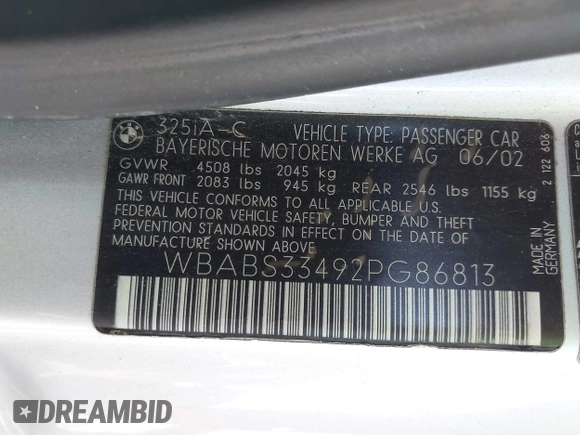 325iA-C VEHICLE TYPE: PASSENGER CAR
BAYERISCHE MOTOREN WERKE AG 06/02
GVWR 4508 lbs 2045 kg
GAWR FRONT 2083 lbs 945 kg REAR 2546 lbs 1155 kg
THIS VEHICLE CONFORMS TO ALL APPLICABLE U.S.
FEDERAL MOTOR VEHICLE SAFETY, BUMPER AND THEFT
PREVENTION STANDARDS IN EFFECT ON THE DATE OF
MANUFACTURE SHOWN ABOVE.
WBABS33492PG86813
2 122 606
MADE IN
GERMANY
DREAMBID